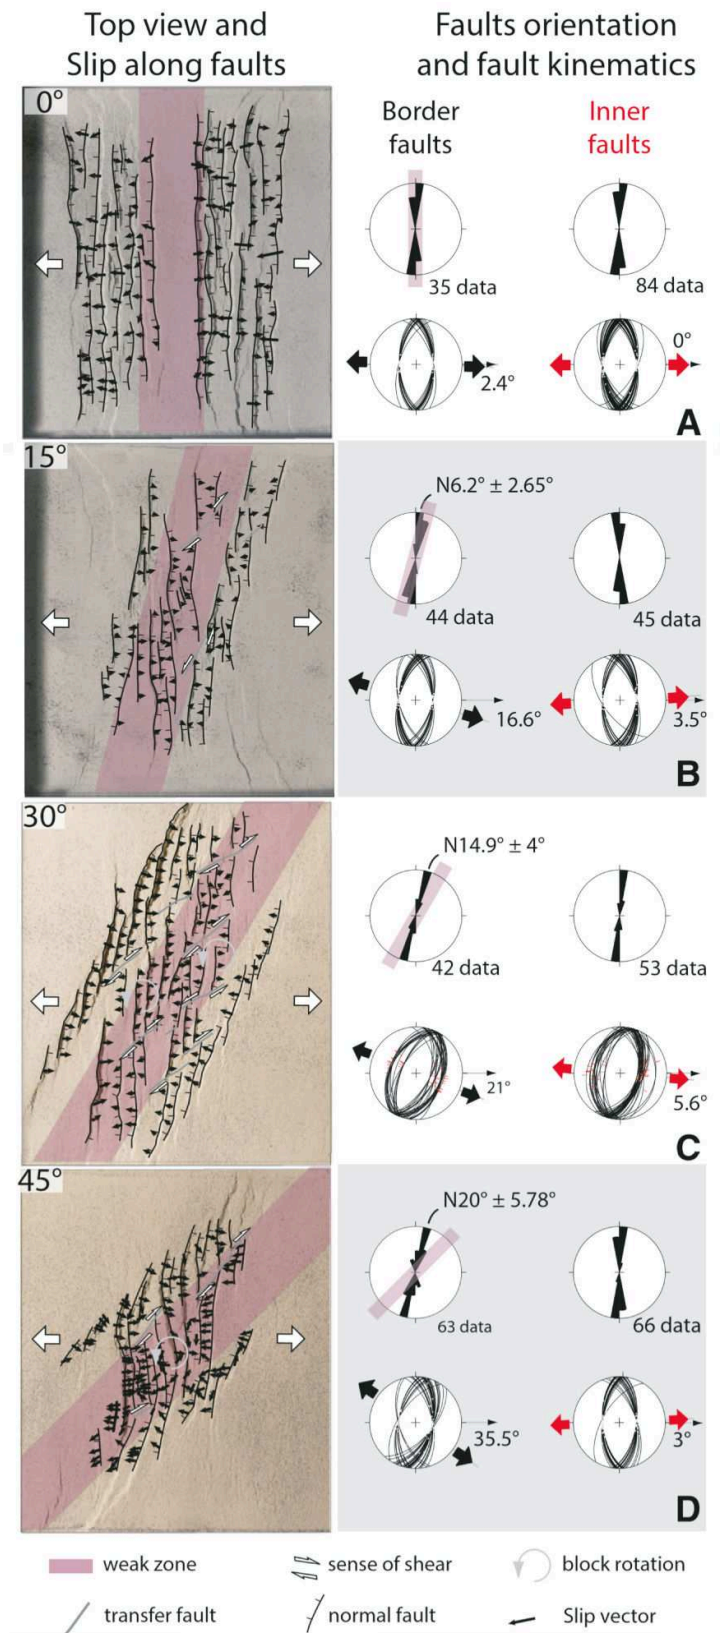 Top view and
Slip along faults
Faults orientation
and fault kinematics
Border
faults
Inner
faults
0°
35 data
84 data
2.4°
0°
A
15°
N6.2° ± 2.65°
44 data
45 data
16.6°
3.5°
B
30°
N14.9° ± 4°
42 data
53 data
21°
5.6°
C
45°
N20° ± 5.78°
63 data
66 data
35.5°
3°
D
weak zone
sense of shear
block rotation
transfer fault
normal fault
Slip vector